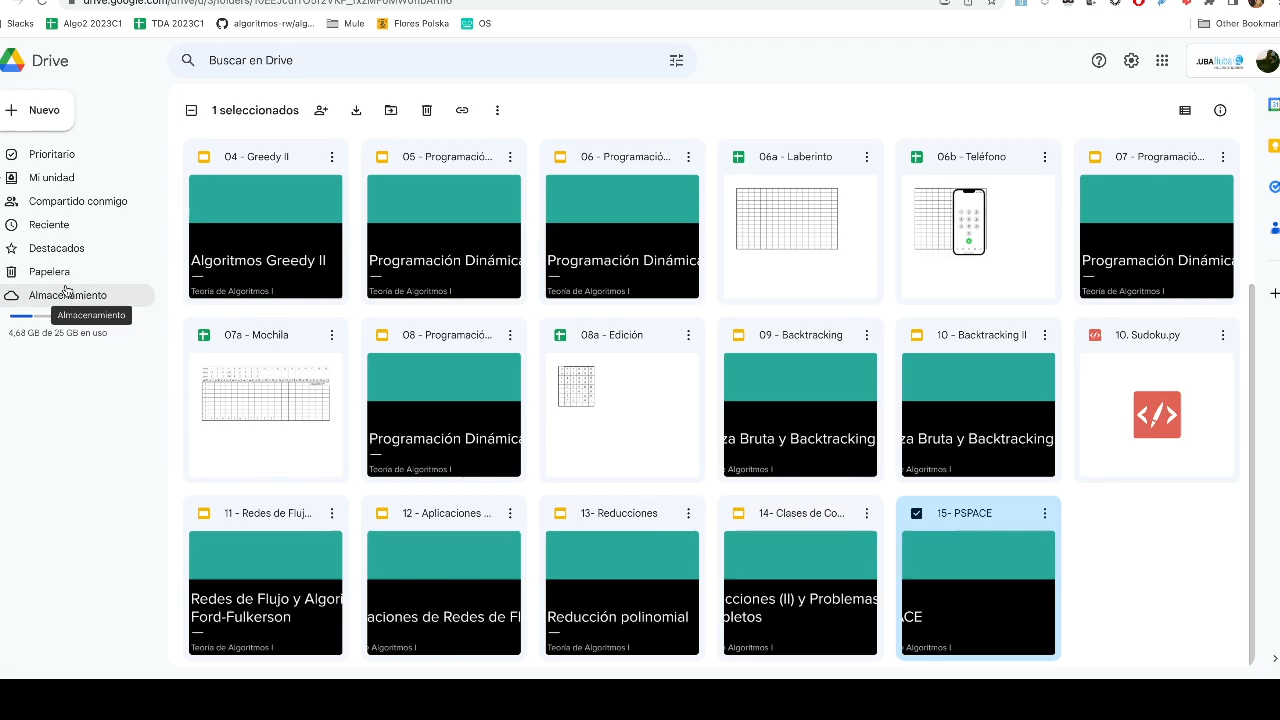 Slacks
Algo2 2023C1
TDA 2023C1
algoritmos-rw/alg...
Mule
Flores Polska
OS
Other Bookmar
Drive
Buscar en Drive
.UBA
Nuevo
1 seleccionados
Prioritario
Mi unidad
Compartido conmigo
Reciente
Destacados
Papelera
Almacenamiento
Almacenamiento
4,68 GB de 25 GB en uso
04 - Greedy II
05 - Programació...
06 - Programació...
06a - Laberinto
06b - Teléfono
07 - Programació...
Algoritmos Greedy II
Teoría de Algoritmos I
Programación Dinámica
Teoría de Algoritmos I
Programación Dinámica
Teoría de Algoritmos I
Programación Dinámica
Teoría de Algoritmos I
07a - Mochila
08 - Programació...
08a - Edición
09 - Backtracking
10 - Backtracking II
10. Sudoku.py
Programación Dinámica
Teoría de Algoritmos I
za Bruta y Backtracking
de Algoritmos I
za Bruta y Backtracking
de Algoritmos I
11 - Redes de Fluj...
12 - Aplicaciones ...
13- Reducciones
14- Clases de Co...
15- PSPACE
Redes de Flujo y Algori
Ford-Fulkerson
Teoría de Algoritmos I
aciones de Redes de Fl
de Algoritmos I
Reducción polinomial
Teoría de Algoritmos I
cciones (II) y Problemas
pletos
de Algoritmos I
ACE
Algoritmos I